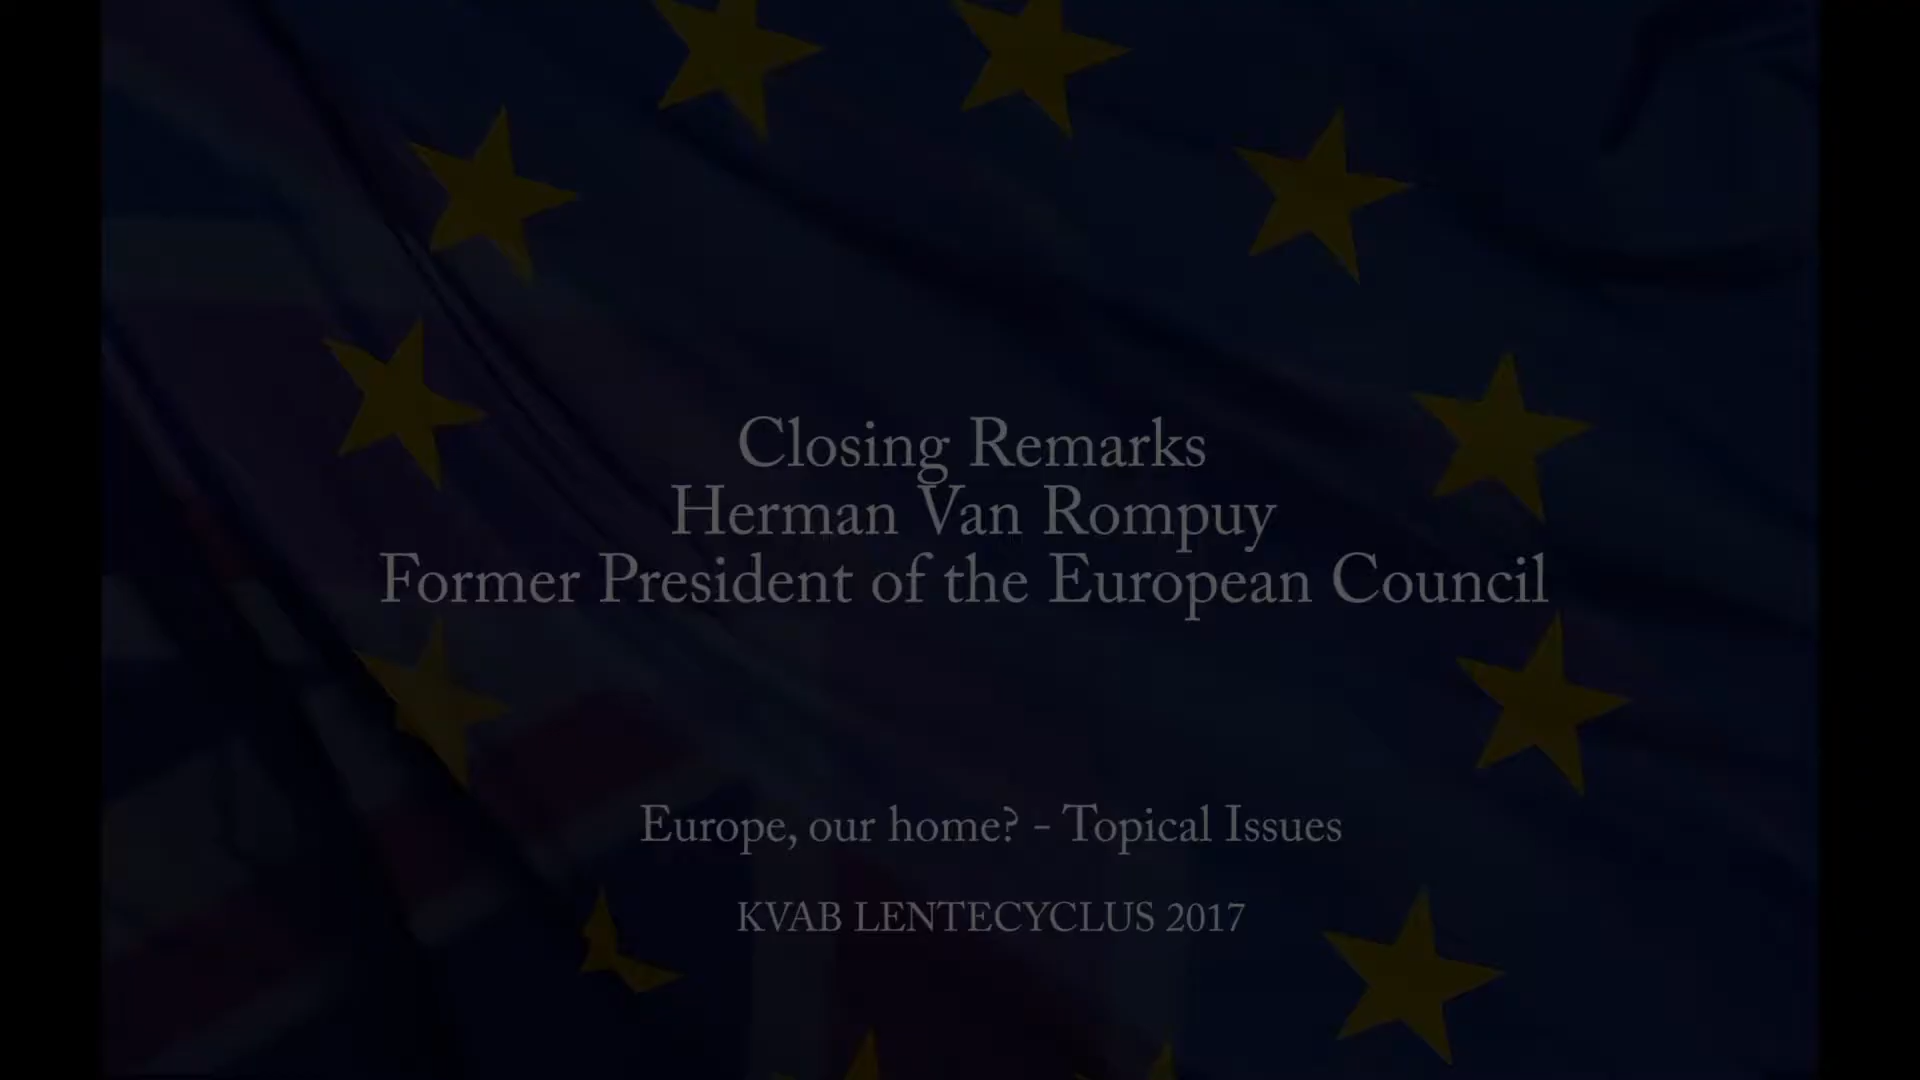 Closing Remarks
Herman Van Rompuy
Former President of the European Council
Europe, our home? - Topical Issues
KVAB LENTECYCLUS 2017